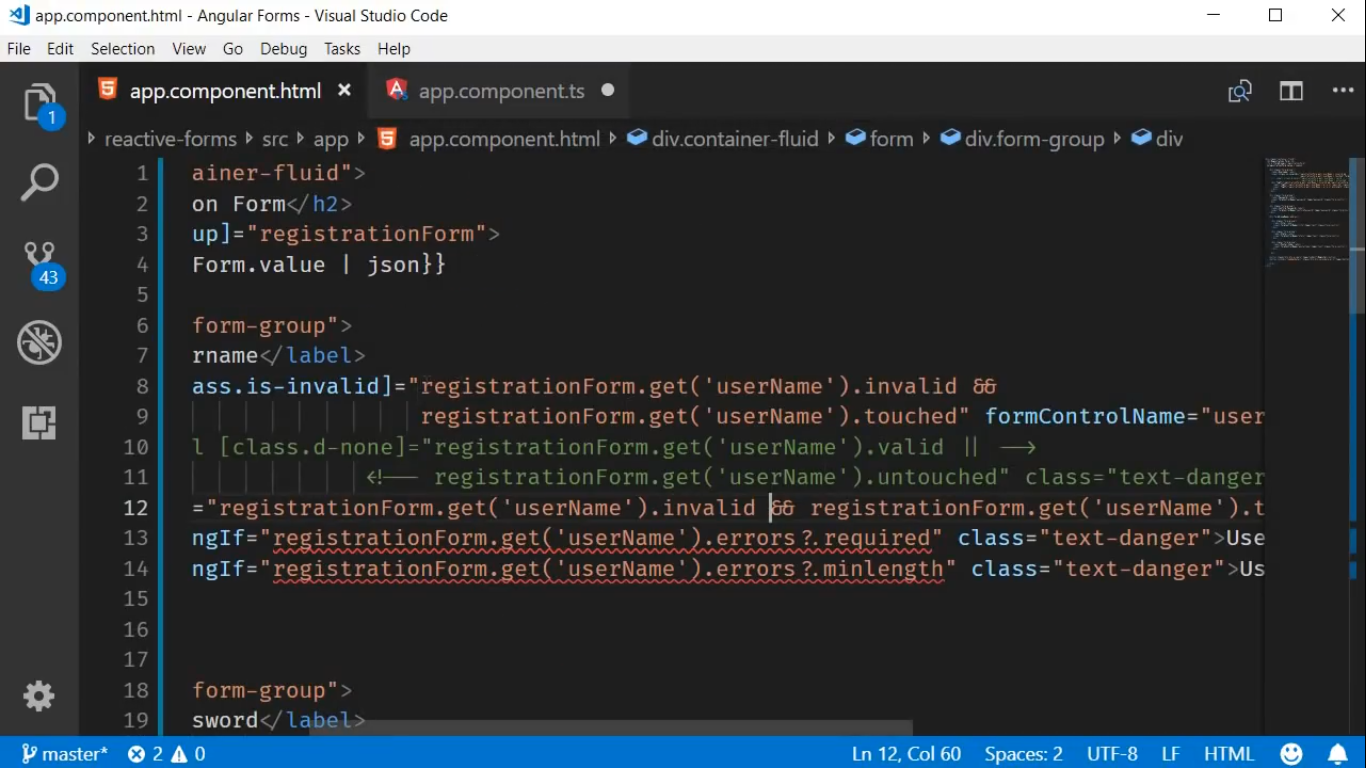 app.component.html - Angular Forms - Visual Studio Code
File Edit Selection View Go Debug Tasks Help
app.component.html × app.component.ts
1
reactive-forms src app app.component.html div.container-fluid form div.form-group div
1 ainer-fluid">
2 on Form</h2>
3 up]="registrationForm">
4 Form.value | json}}
5
6 form-group">
7 rname</label>
8 ass.is-invalid]="registrationForm.get('userName').invalid &&
9 registrationForm.get('userName').touched" formControlName="user
10 l [class.d-none]="registrationForm.get('userName').valid || -->
11 <!-- registrationForm.get('userName').untouched" class="text-danger
12 ="registrationForm.get('userName').invalid && registrationForm.get('userName').t
13 ngIf="registrationForm.get('userName').errors?.required" class="text-danger">Use
14 ngIf="registrationForm.get('userName').errors?.minlength" class="text-danger">Us
15
16
17
18 form-group">
19 sword</label>
43
master* 2 0 Ln 12, Col 60 Spaces: 2 UTF-8 LF HTML